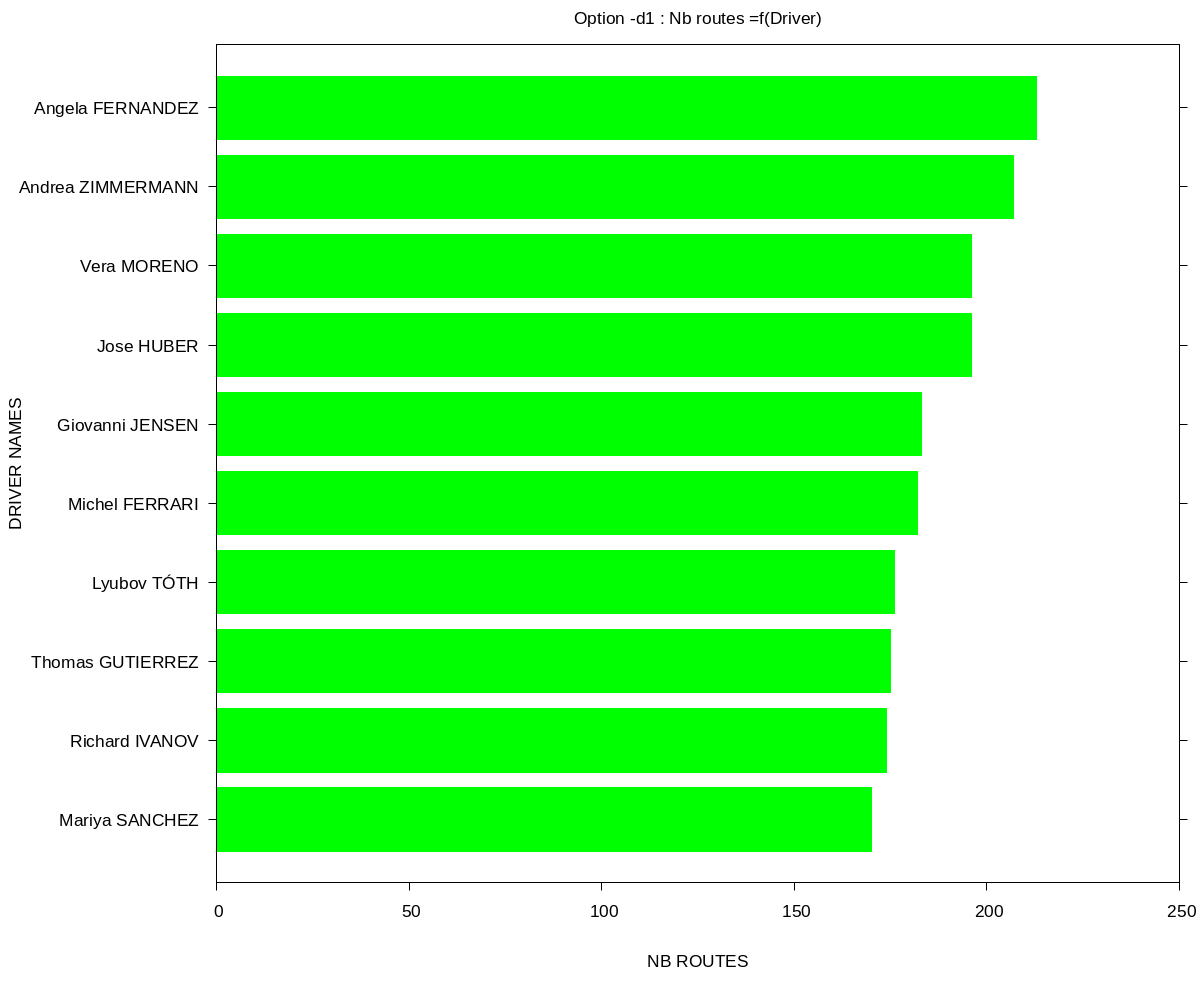 Option -d1 : Nb routes =f(Driver)
Angela FERNANDEZ
Andrea ZIMMERMANN
Vera MORENO
Jose HUBER
Giovanni JENSEN
Michel FERRARI
Lyubov TÓTH
Thomas GUTIERREZ
Richard IVANOV
Mariya SANCHEZ
DRIVER NAMES
0 50 100 150 200 250
NB ROUTES